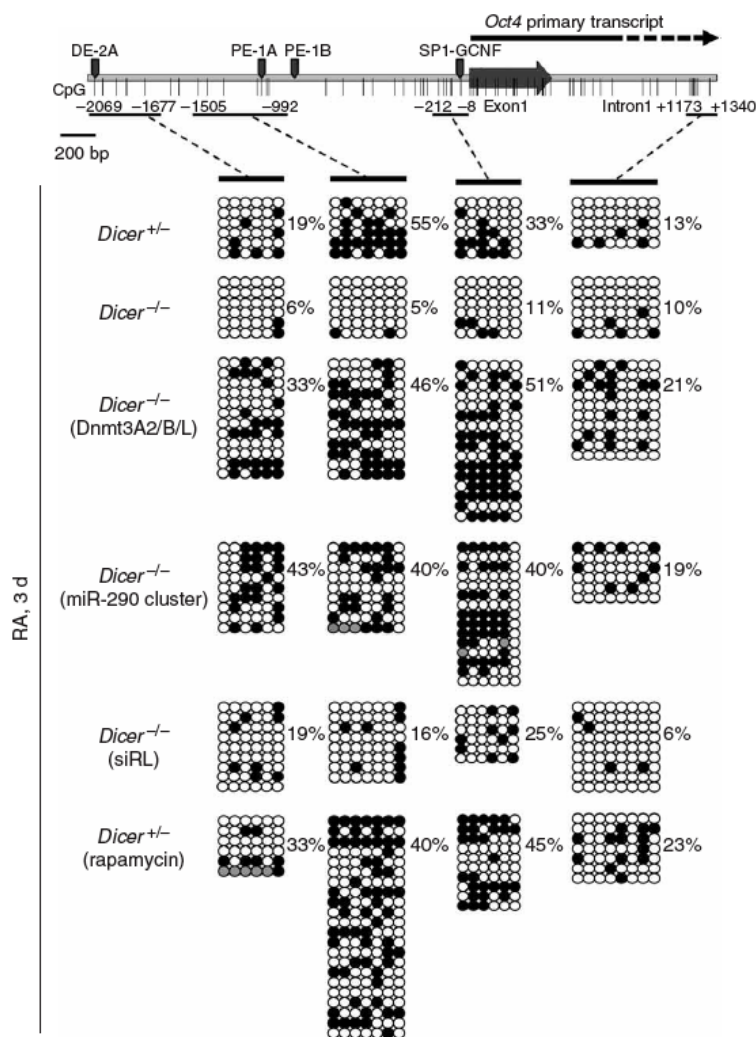 Oct4 primary transcript
DE-2A PE-1A PE-1B SP1-GCNF
CpG
−2069 −1677 −1505 −992 −212 −8 Exon1 Intron1 +1173 +1340
200 bp
RA, 3 d
Dicer+/− 19% 55% 33% 13%
Dicer−/− 6% 5% 11% 10%
Dicer−/− 33% 46% 51% 21%
(Dnmt3A2/B/L)
Dicer−/− 43% 40% 40% 19%
(miR-290 cluster)
Dicer−/− 19% 16% 25% 6%
(siRL)
Dicer+/− 33% 40% 45% 23%
(rapamycin)